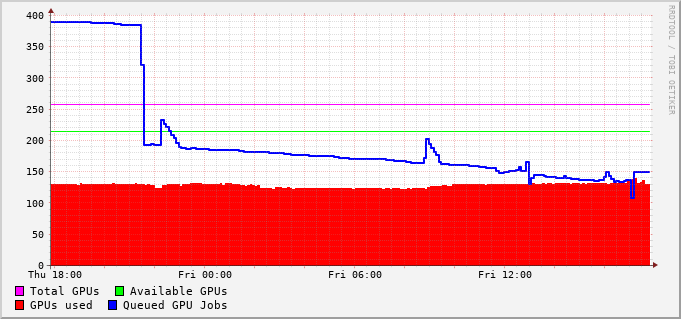 400
350
300
250
200
150
100
50
0
Thu 18:00 Fri 00:00 Fri 06:00 Fri 12:00
Total GPUs Available GPUs
GPUs used Queued GPU Jobs
RRDTOOL / TOBI OETIKER